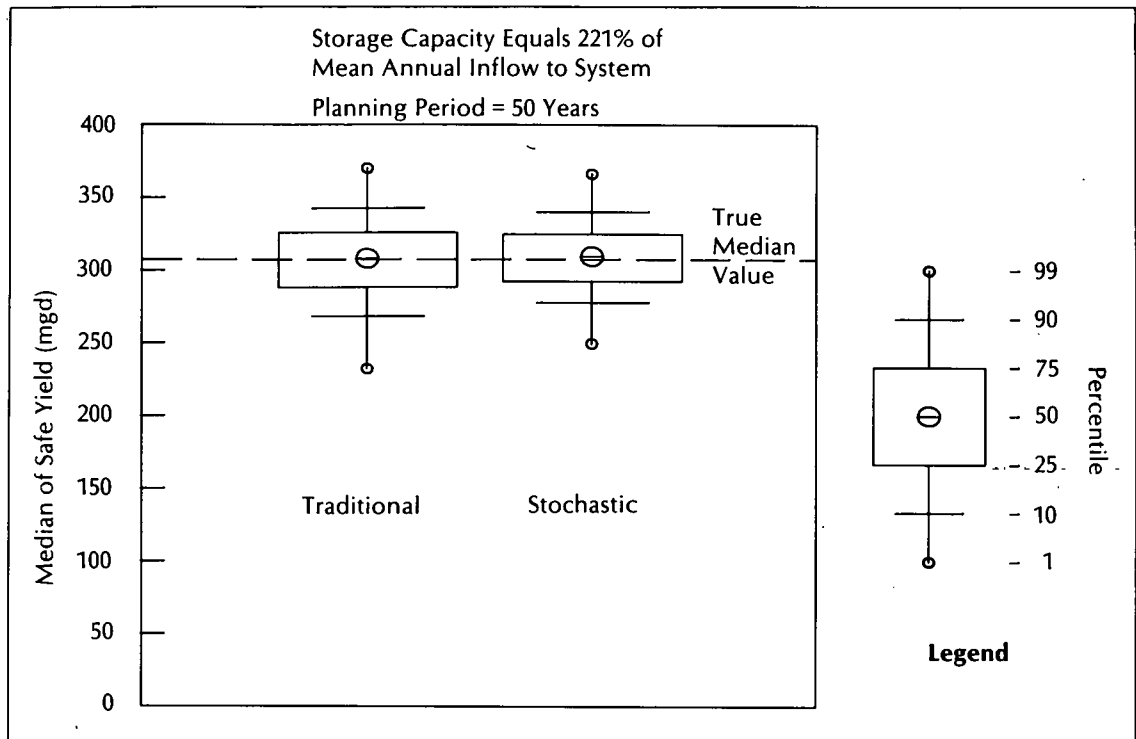 Storage Capacity Equals 221% of
Mean Annual Inflow to System
Planning Period = 50 Years
Median of Safe Yield (mgd)
400
350
300
250
200
150
100
50
0
Traditional
Stochastic
True
Median
Value
99
90
75
50
25
10
1
Percentile
Legend